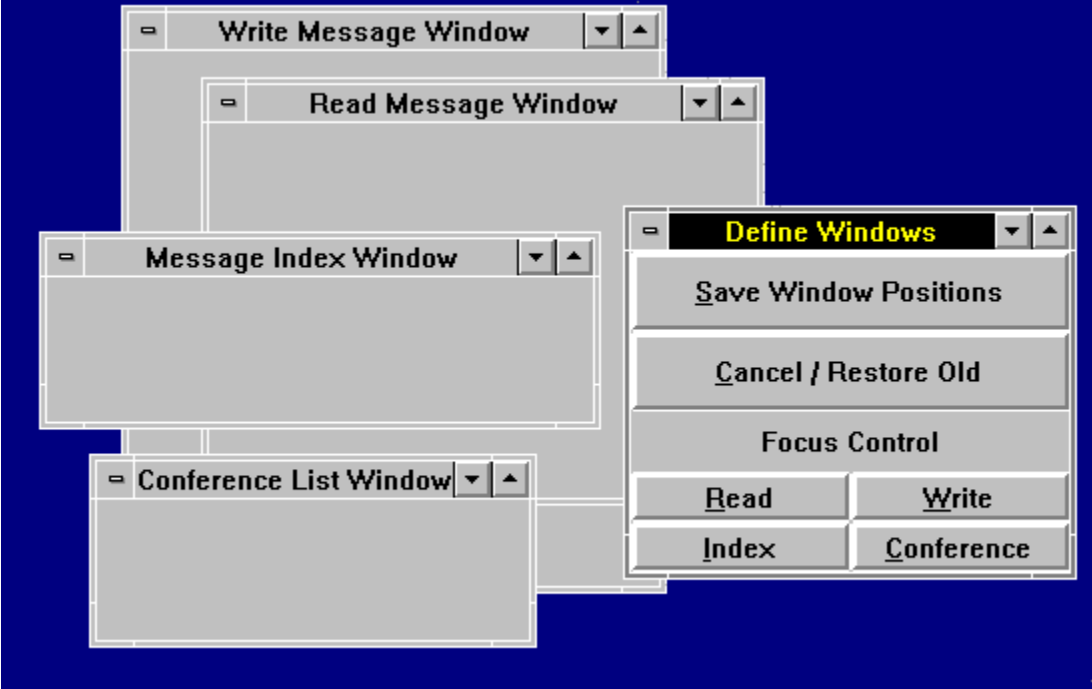 Write Message Window
Read Message Window
Define Windows
Message Index Window
Save Window Positions
Cancel / Restore Old
Focus Control
Conference List Window
Read
Write
Index
Conference